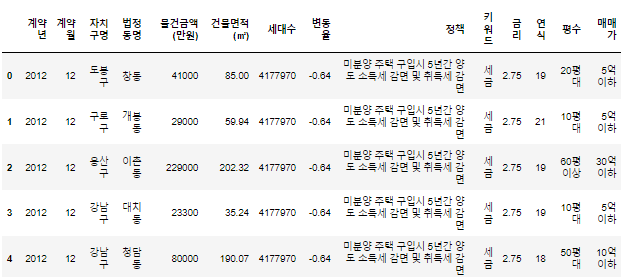 계약년 계약월 자치구명 법정동명 물건금액(만원) 건물면적(㎡) 세대수 변동율 정책 키워드 금리 연식 평수 매매가
0 2012 12 도봉구 창동 41000 85.00 4177970 -0.64 미분양 주택 구입시 5년간 양도 소득세 감면 및 취득세 감면 세금 2.75 19 20평대 5억이하
1 2012 12 구로구 개봉동 29000 59.94 4177970 -0.64 미분양 주택 구입시 5년간 양도 소득세 감면 및 취득세 감면 세금 2.75 21 10평대 5억이하
2 2012 12 용산구 이촌동 229000 202.32 4177970 -0.64 미분양 주택 구입시 5년간 양도 소득세 감면 및 취득세 감면 세금 2.75 19 60평이상 30억이하
3 2012 12 강남구 대치동 23300 35.24 4177970 -0.64 미분양 주택 구입시 5년간 양도 소득세 감면 및 취득세 감면 세금 2.75 19 10평대 5억이하
4 2012 12 강남구 청담동 80000 190.07 4177970 -0.64 미분양 주택 구입시 5년간 양도 소득세 감면 및 취득세 감면 세금 2.75 18 50평대 10억이하